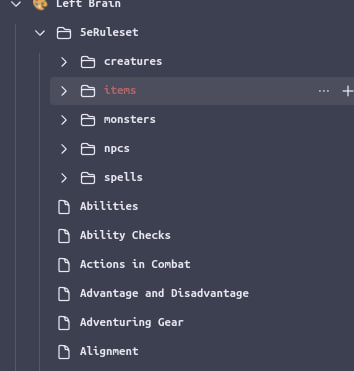 Left Brain
5eRuleset
creatures
items
monsters
npcs
spells
Abilities
Ability Checks
Actions in Combat
Advantage and Disadvantage
Adventuring Gear
Alignment